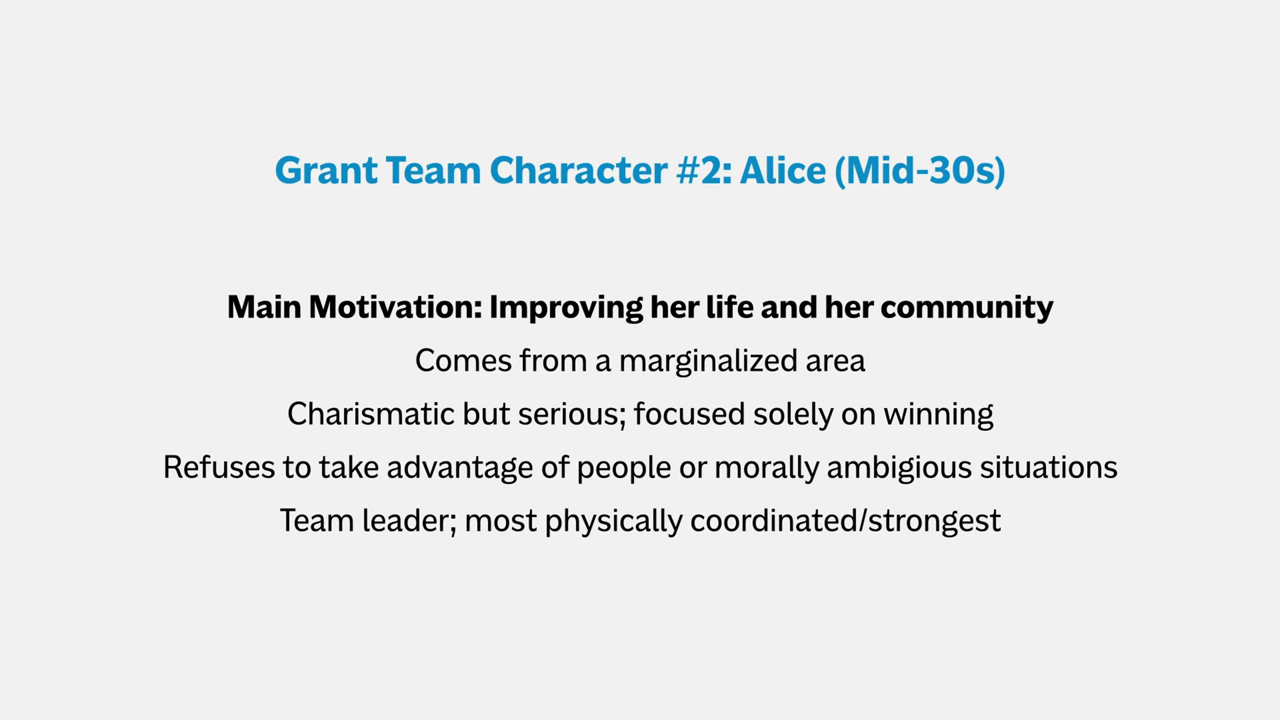 Grant Team Character #2: Alice (Mid-30s)
Main Motivation: Improving her life and her community
Comes from a marginalized area
Charismatic but serious; focused solely on winning
Refuses to take advantage of people or morally ambigious situations
Team leader; most physically coordinated/strongest